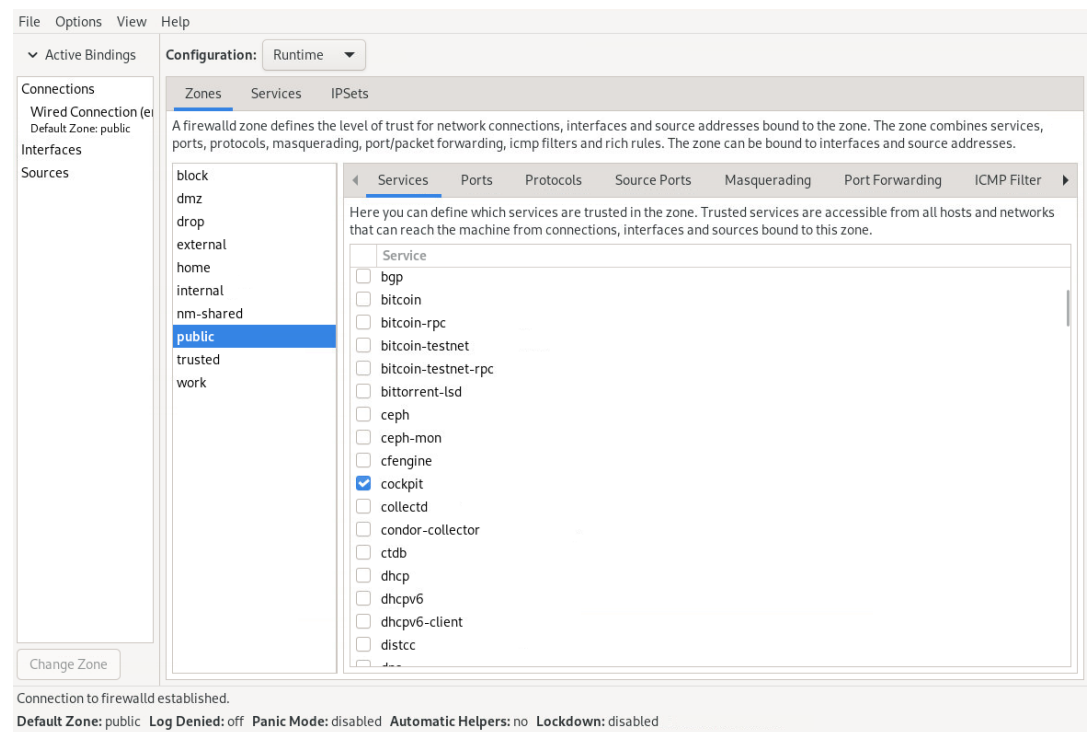 File Options View Help
Active Bindings
Configuration: Runtime
Connections
Wired Connection (e
Default Zone: public
Interfaces
Sources
Change Zone
Zones Services IPSets
A firewalld zone defines the level of trust for network connections, interfaces and source addresses bound to the zone. The zone combines services,
ports, protocols, masquerading, port/packet forwarding, icmp filters and rich rules. The zone can be bound to interfaces and source addresses.
block
dmz
drop
external
home
internal
nm-shared
public
trusted
work
Services Ports Protocols Source Ports Masquerading Port Forwarding ICMP Filter
Here you can define which services are trusted in the zone. Trusted services are accessible from all hosts and networks
that can reach the machine from connections, interfaces and sources bound to this zone.
Service
bgp
bitcoin
bitcoin-rpc
bitcoin-testnet
bitcoin-testnet-rpc
bittorrent-lsd
ceph
ceph-mon
cfengine
cockpit
collectd
condor-collector
ctdb
dhcp
dhcpv6
dhcpv6-client
distcc
Connection to firewalld established.
Default Zone: public Log Denied: off Panic Mode: disabled Automatic Helpers: no Lockdown: disabled